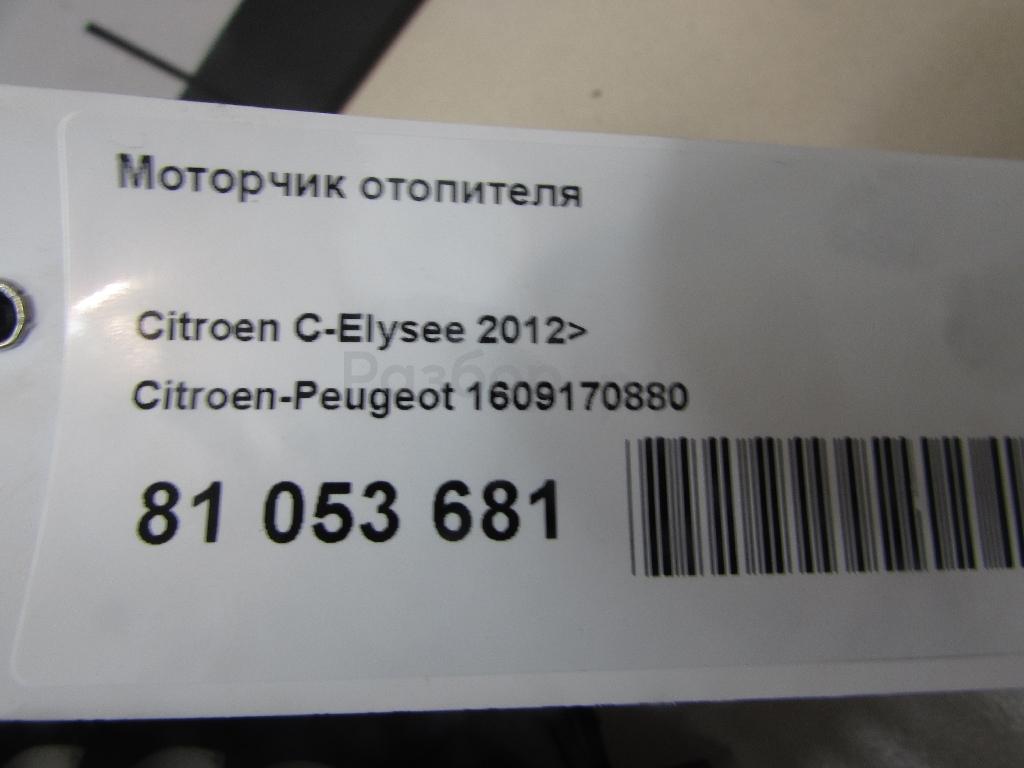 Моторчик отопителя
Citroen C-Elysee 2012>
Citroen-Peugeot 1609170880
81 053 681